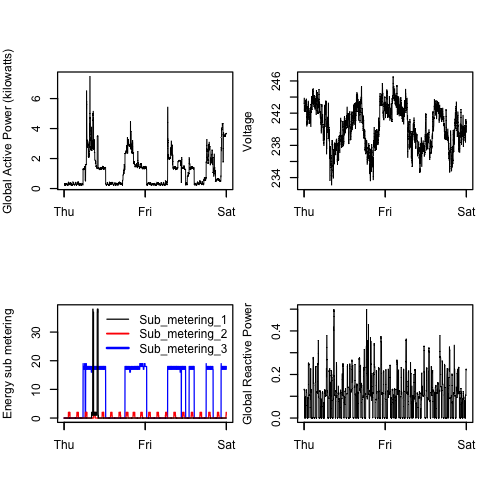 Global Active Power (kilowatts)
6
4
2
0
Thu
Fri
Sat
Voltage
246
242
238
234
Thu
Fri
Sat
Energy sub metering
30
20
10
0
Sub_metering_1
Sub_metering_2
Sub_metering_3
Thu
Fri
Sat
Global Reactive Power
0.4
0.2
0.0
Thu
Fri
Sat